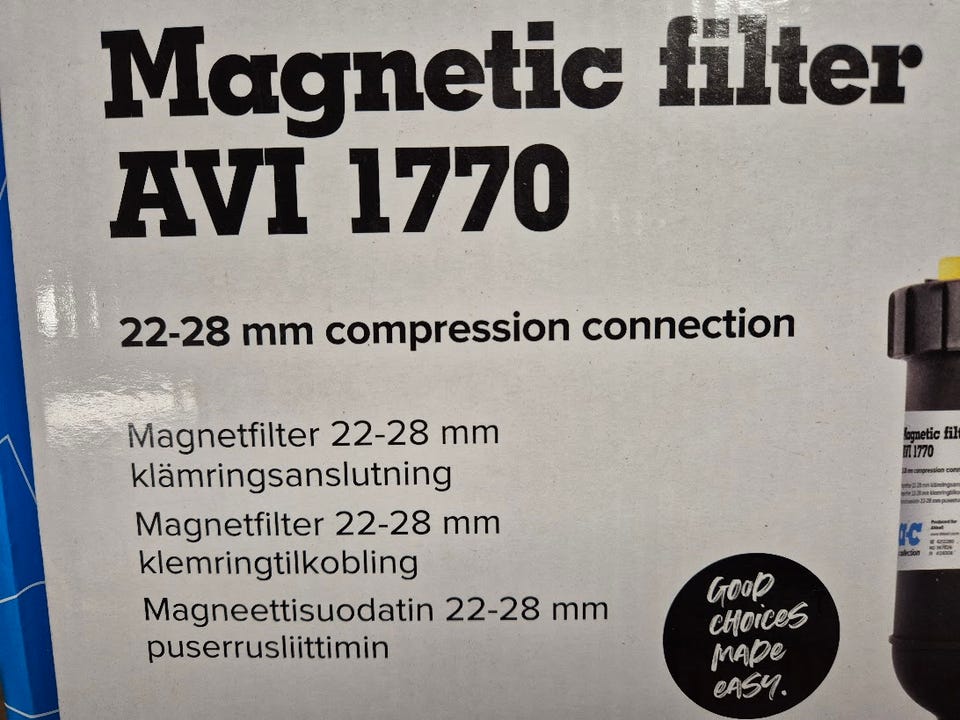 Magnetic filter
AVI 1770
22-28 mm compression connection
Magnetfilter 22-28 mm
klämringsanslutning
Magnetfilter 22-28 mm
klemringtilkobling
Magneettisuodatin 22-28 mm
puserrusliittimin
GOOD
CHOICES
MADE
EASY.
Magnetic filt
AVI 1770